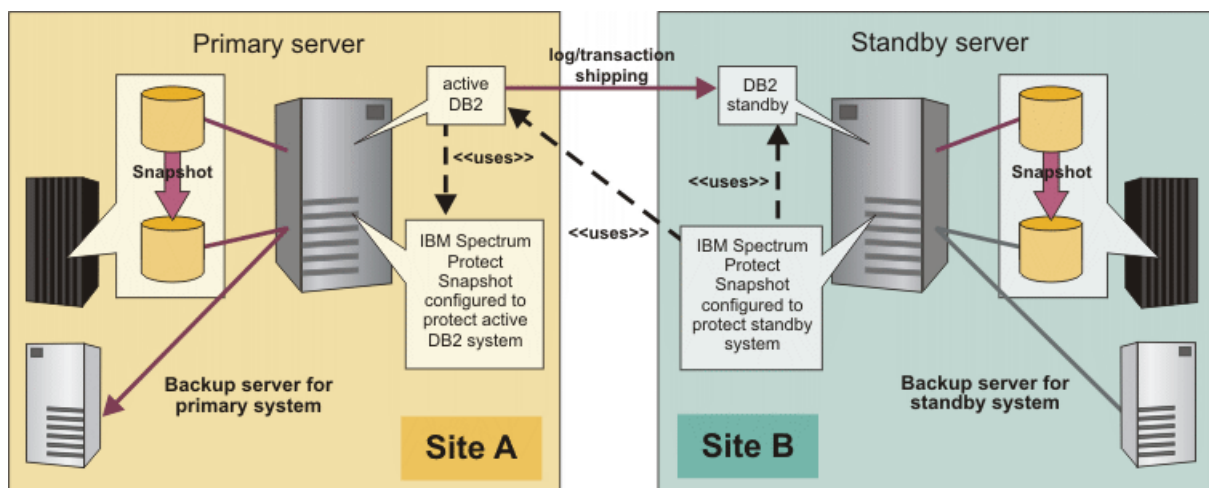 Primary server
Snapshot
active
DB2
<<uses>>
IBM Spectrum
Protect
Snapshot
configured to
protect active
DB2 system
Backup server for
primary system
Site A
log/transaction
shipping
<<uses>>
Standby server
DB2
standby
<<uses>>
IBM Spectrum
Protect
Snapshot
configured to
protect standby
system
Snapshot
Backup server for
standby system
Site B